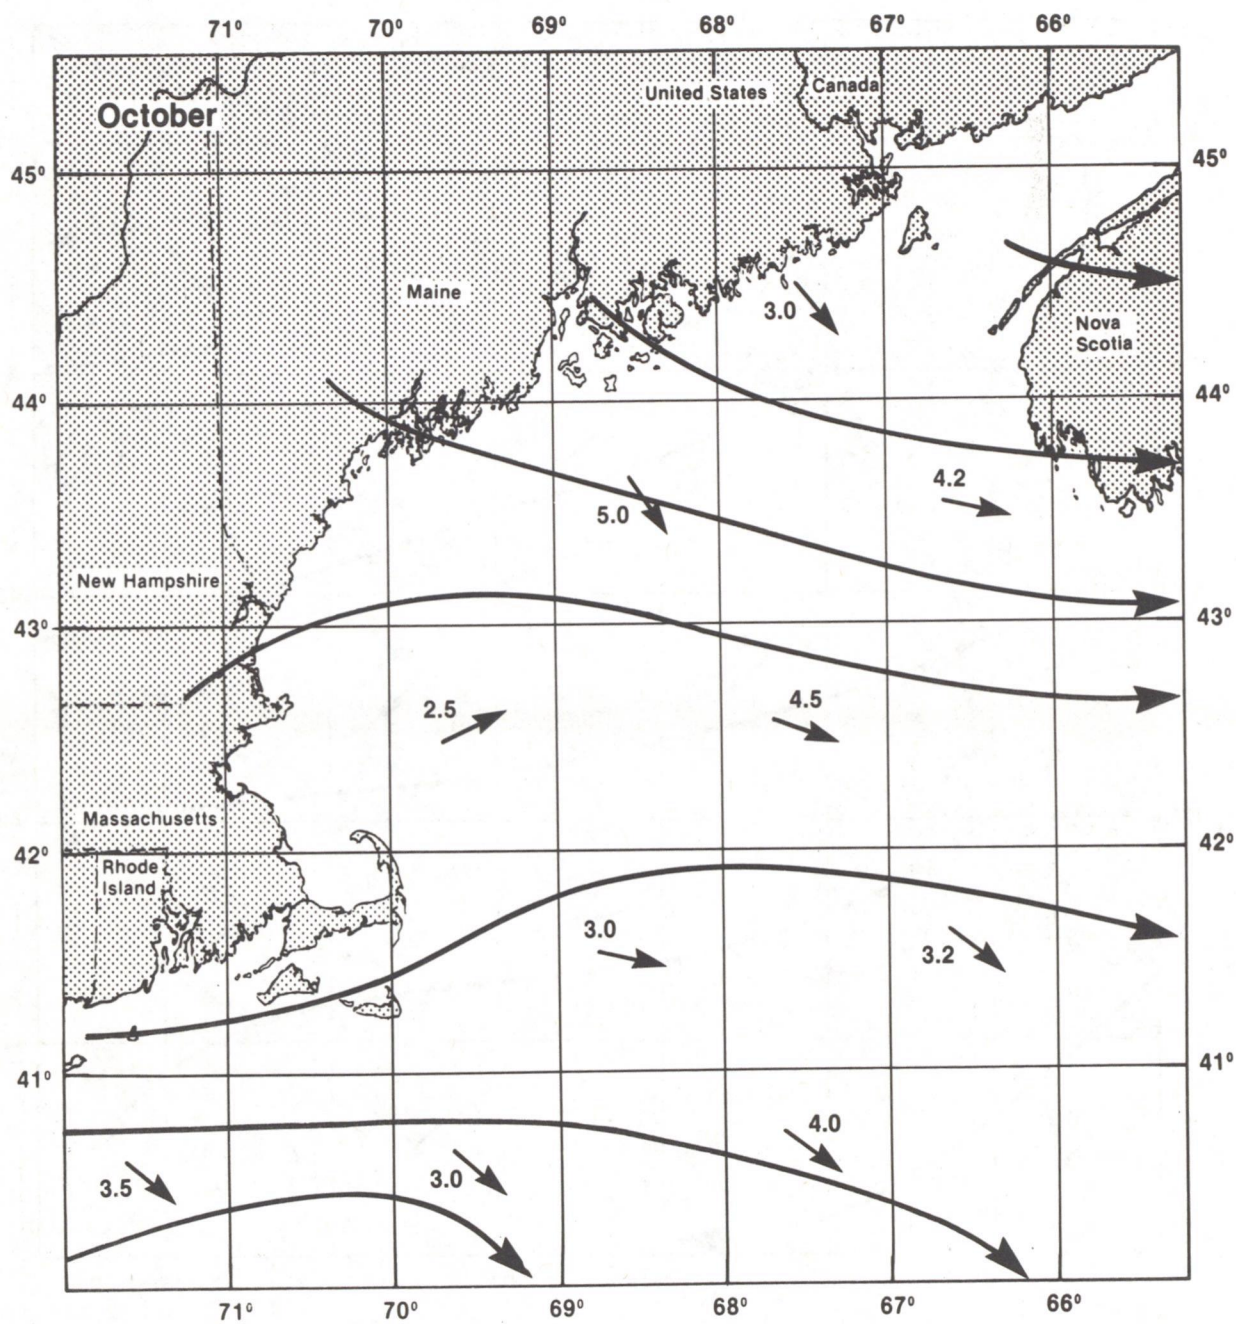 71° 70° 69° 68° 67° 66°
United States Canada
October
45° 45°
Maine
3.0
Nova
Scotia
44° 44°
4.2
5.0
New Hampshire
43° 43°
2.5 4.5
Massachusetts
42° 42°
Rhode
Island
3.0 3.2
41° 41°
4.0
3.5 3.0
71° 70° 69° 68° 67° 66°